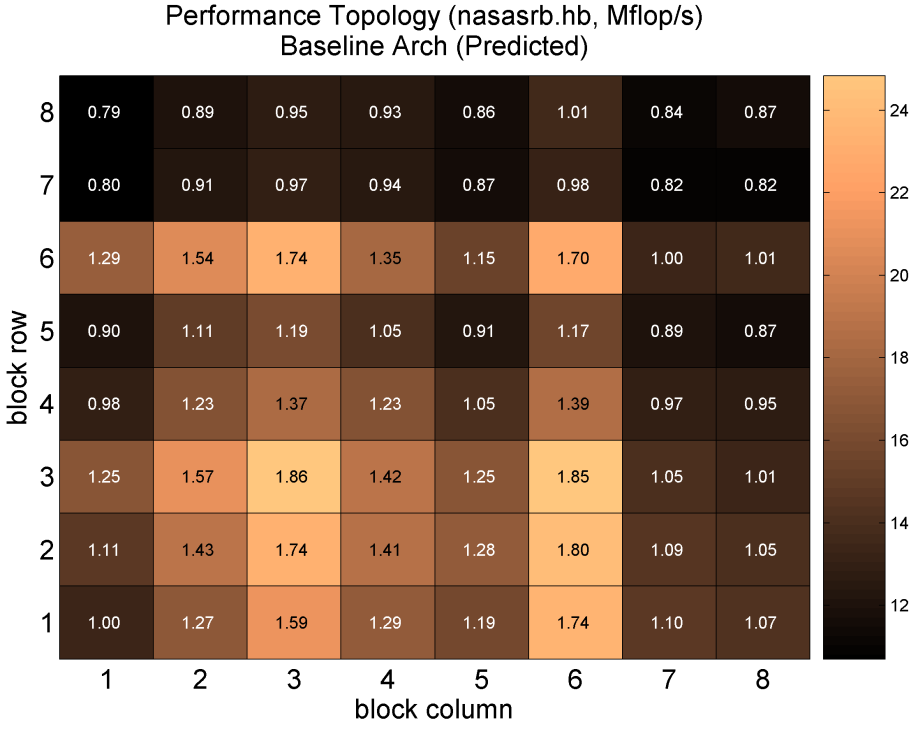 Performance Topology (nasasrb.hb, Mflop/s)
Baseline Arch (Predicted)
8 0.79 0.89 0.95 0.93 0.86 1.01 0.84 0.87
7 0.80 0.91 0.97 0.94 0.87 0.98 0.82 0.82
6 1.29 1.54 1.74 1.35 1.15 1.70 1.00 1.01
5 0.90 1.11 1.19 1.05 0.91 1.17 0.89 0.87
4 0.98 1.23 1.37 1.23 1.05 1.39 0.97 0.95
3 1.25 1.57 1.86 1.42 1.25 1.85 1.05 1.01
2 1.11 1.43 1.74 1.41 1.28 1.80 1.09 1.05
1 1.00 1.27 1.59 1.29 1.19 1.74 1.10 1.07
1 2 3 4 5 6 7 8
block column
block row
24
22
20
18
16
14
12